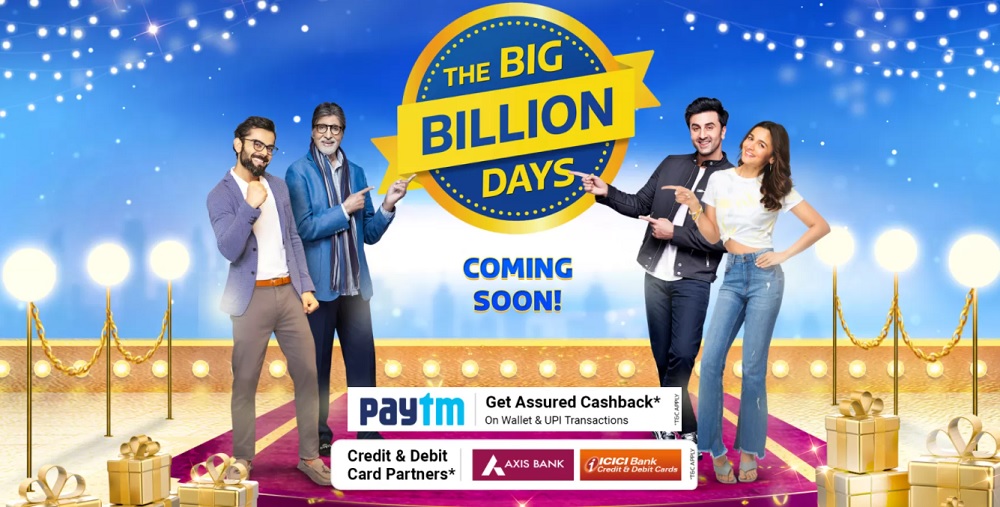 THE BIG
BILLION
DAYS
COMING
SOON!
paytm
Get Assured Cashback*
On Wallet & UPI Transactions
*T&C APPLY
Credit & Debit
Card Partners*
AXIS BANK
ICICI Bank
Credit & Debit Cards
*T&C APPLY